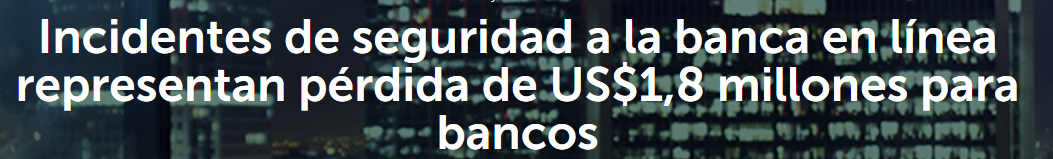 Incidentes de seguridad a la banca en línea
representan pérdida de US$1,8 millones para
bancos